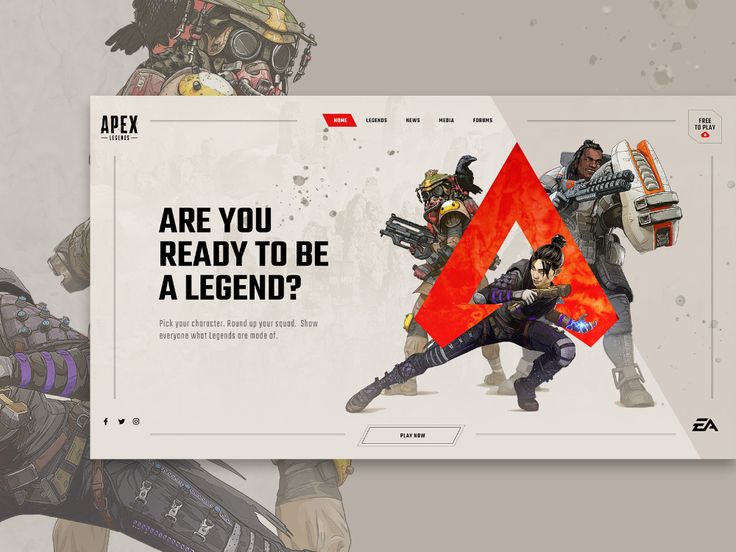 APEX
LEGENDS
HOME
LEGENDS
NEWS
MEDIA
FORUMS
FREE
TO PLAY
ARE YOU
READY TO BE
A LEGEND?
Pick your character. Round up your squad. Show
everyone what Legends are made of.
PLAY NOW
EA